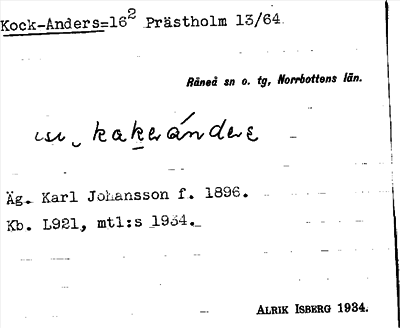 Kock-Anders=16² Prästholm 13/64.
Råneå sn o. tg, Norrbottens län.
kakərándərs
Äg. Karl Johansson f. 1896.
Kb. L921, mtl:s 1934.
ALRIK ISBERG 1934.